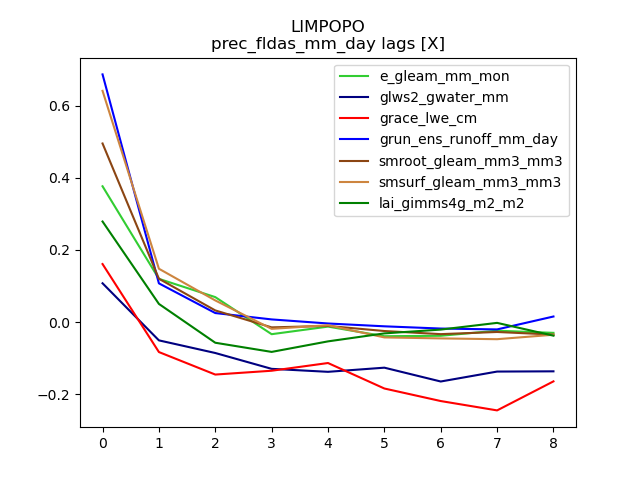 LIMPOPO
prec_fldas_mm_day lags [X]
e_gleam_mm_mon
glws2_gwater_mm
grace_lwe_cm
grun_ens_runoff_mm_day
smroot_gleam_mm3_mm3
smsurf_gleam_mm3_mm3
lai_gimms4g_m2_m2
0.6
0.4
0.2
0.0
−0.2
0 1 2 3 4 5 6 7 8